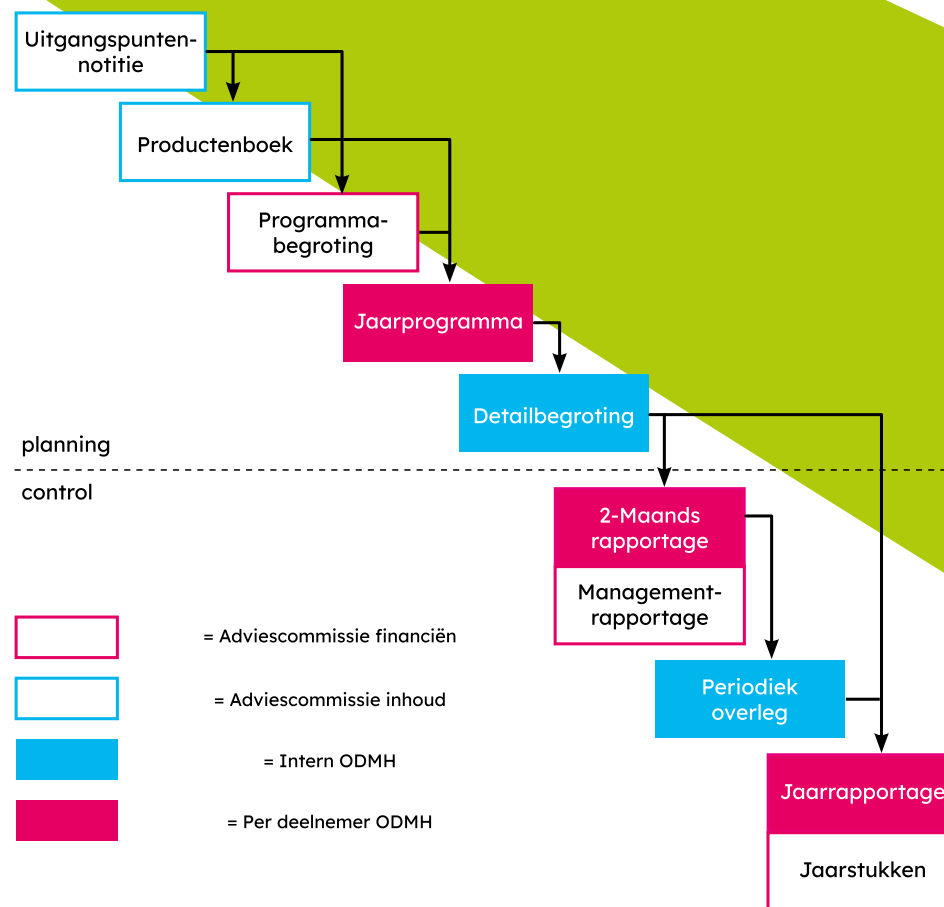 Uitgangspunten-
notitie
Productenboek
Programma-
begroting
Jaarprogramma
Detailbegroting
planning
control
2-Maands
rapportage
Management-
rapportage
= Adviescommissie financiën
= Adviescommissie inhoud
= Intern ODMH
= Per deelnemer ODMH
Periodiek
overleg
Jaarrapportage
Jaarstukken